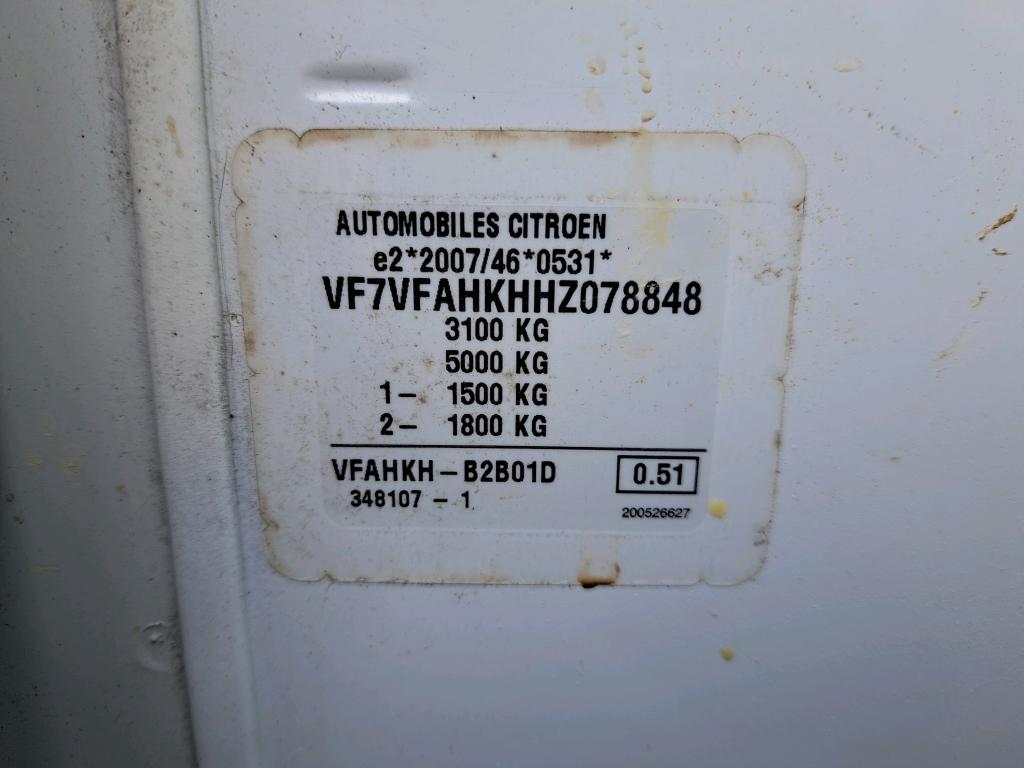 AUTOMOBILES CITROEN
e2*2007/46*0531*
VF7VFAHKHHZ078848
3100 KG
5000 KG
1- 1500 KG
2- 1800 KG
VFAHKH-B2B01D 0.51
348107 - 1 200526627